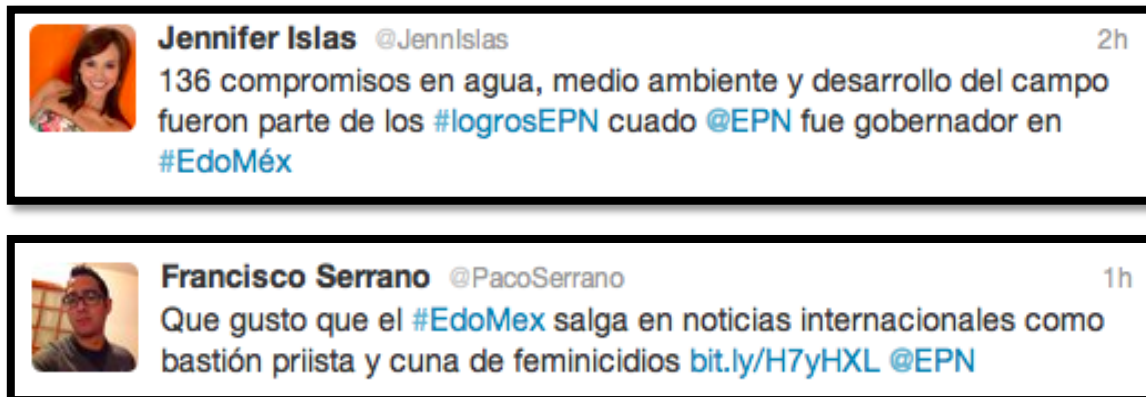 Jennifer Islas @JennIslas 2h
136 compromisos en agua, medio ambiente y desarrollo del campo
fueron parte de los #logrosEPN cuado @EPN fue gobernador en
#EdoMéx
Francisco Serrano @PacoSerrano 1h
Que gusto que el #EdoMex salga en noticias internacionales como
bastión priista y cuna de feminicidios bit.ly/H7yHXL @EPN